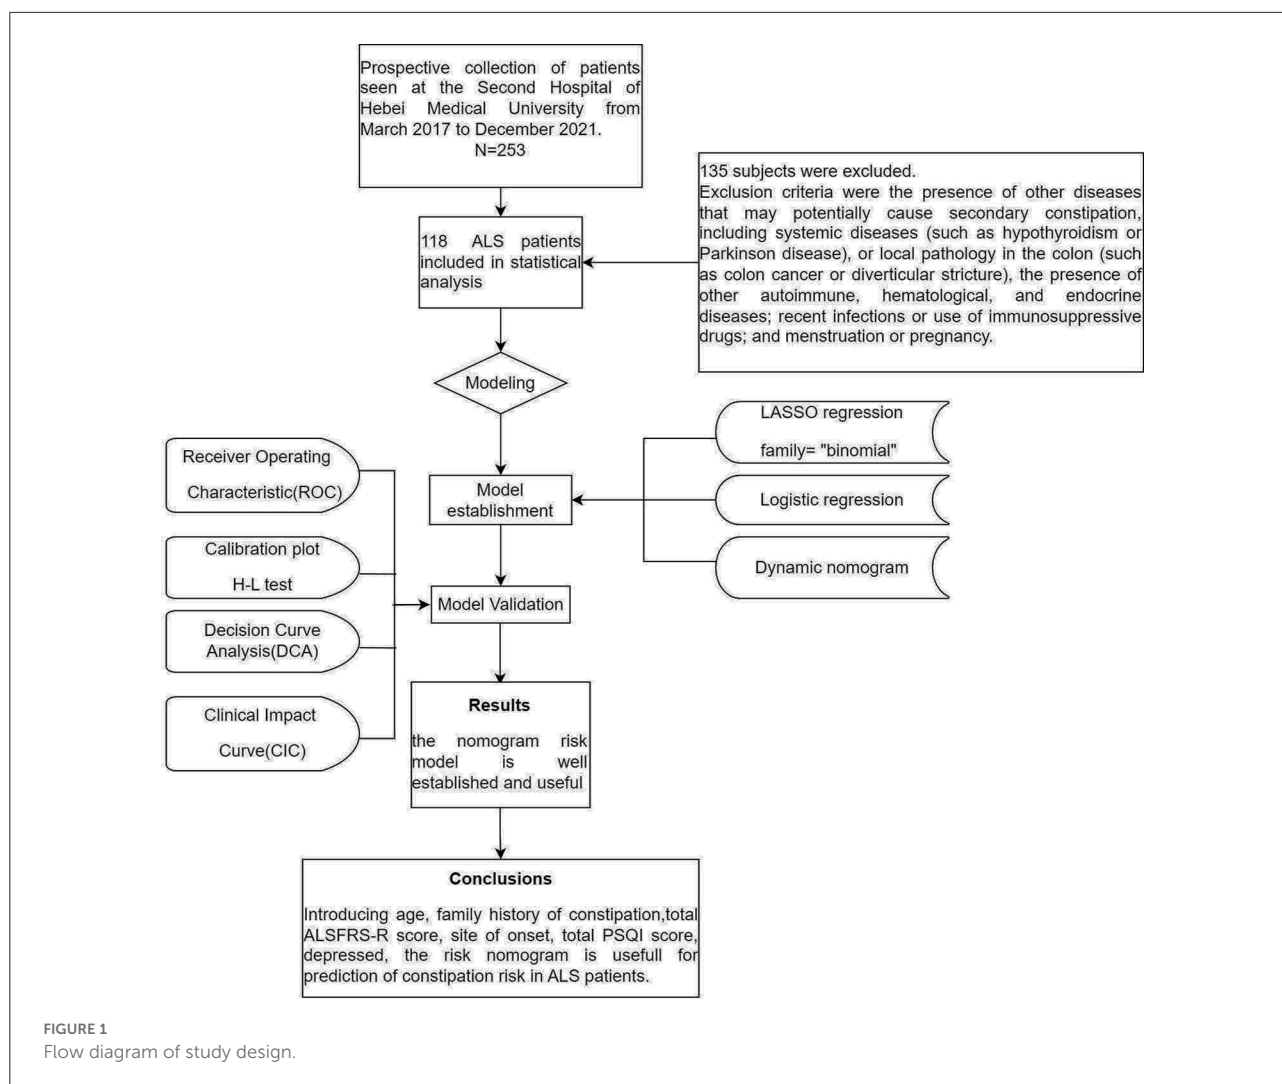 Prospective collection of patients
seen at the Second Hospital of
Hebei Medical University from
March 2017 to December 2021.
N=253
135 subjects were excluded.
Exclusion criteria were the presence of other diseases
that may potentially cause secondary constipation,
including systemic diseases (such as hypothyroidism or
Parkinson disease), or local pathology in the colon (such
as colon cancer or diverticular stricture), the presence of
other autoimmune, hematological, and endocrine
diseases; recent infections or use of immunosuppressive
drugs; and menstruation or pregnancy.
118 ALS patients
included in statistical
analysis
Modeling
LASSO regression
family= "binomial"
Logistic regression
Dynamic nomogram
Model
establishment
Receiver Operating
Characteristic(ROC)
Calibration plot
H-L test
Decision Curve
Analysis(DCA)
Clinical Impact
Curve(CIC)
Model Validation
Results
the nomogram risk
model is well
established and useful
Conclusions
Introducing age, family history of constipation,total
ALSFRS-R score, site of onset, total PSQI score,
depressed, the risk nomogram is usefull for
prediction of constipation risk in ALS patients.
FIGURE 1
Flow diagram of study design.